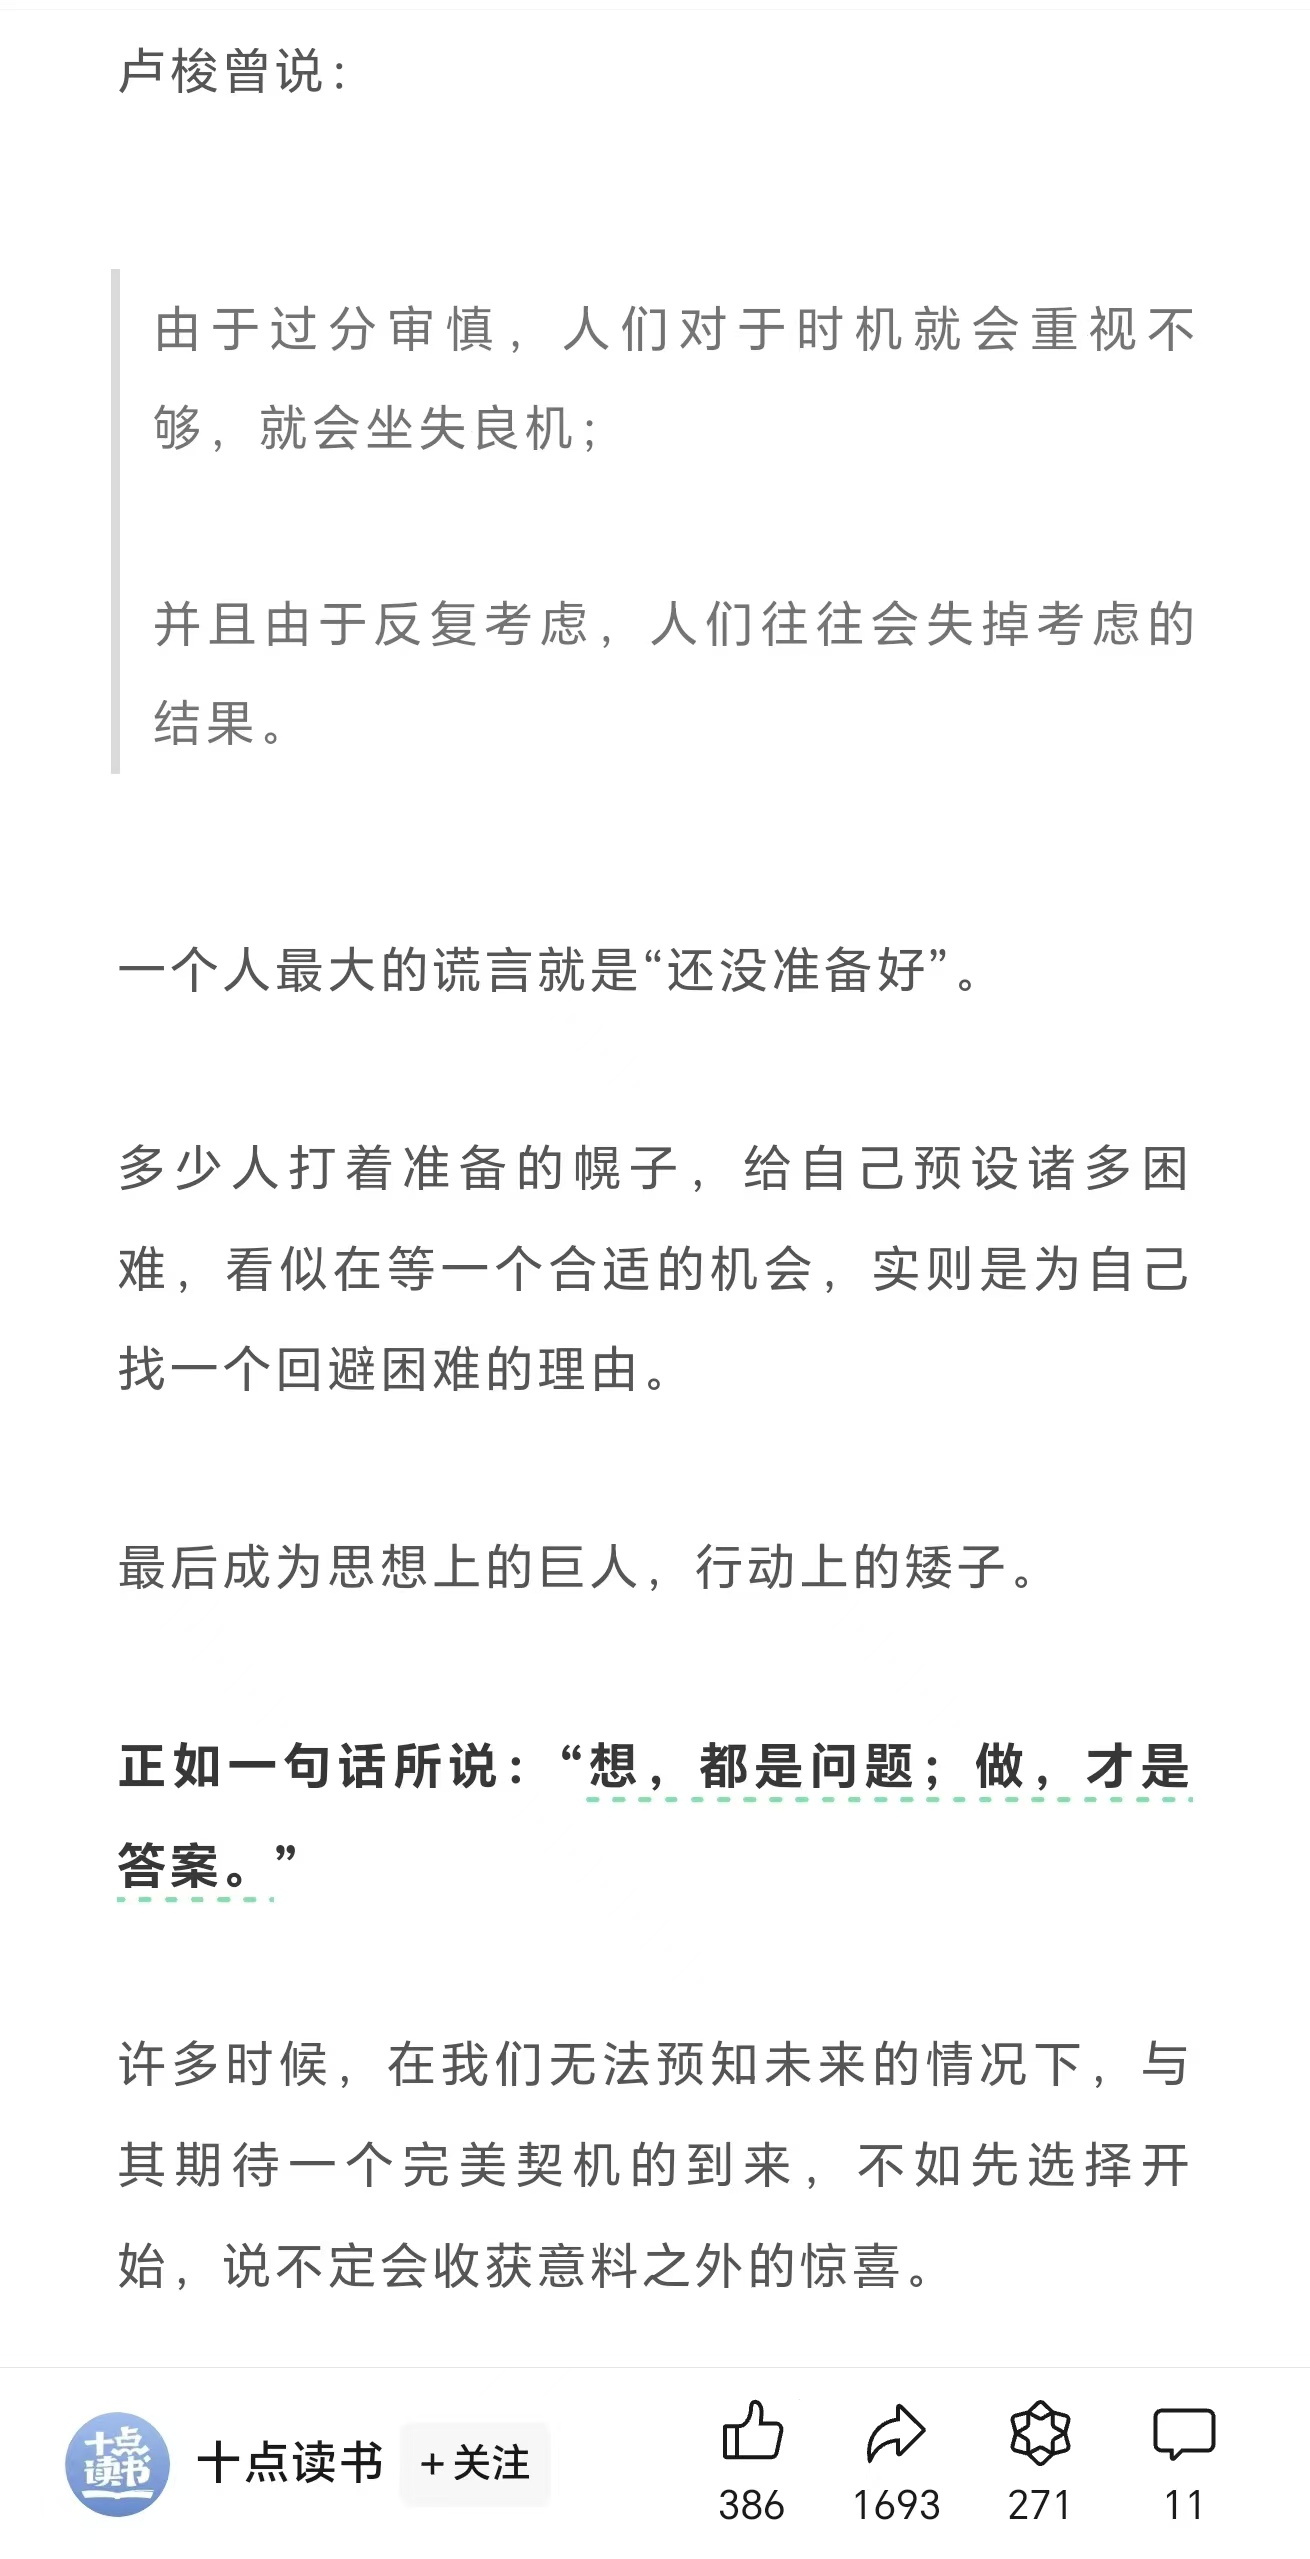 卢梭曾说：
由于过分审慎，人们对于时机就会重视不
够，就会坐失良机；
并且由于反复考虑，人们往往会失掉考虑的
结果。
一个人最大的谎言就是“还没准备好”。
多少人打着准备的幌子，给自己预设诸多困
难，看似在等一个合适的机会，实则是为自己
找一个回避困难的理由。
最后成为思想上的巨人，行动上的矮子。
正如一句话所说：“想，都是问题；做，才是
答案。”
许多时候，在我们无法预知未来的情况下，与
其期待一个完美契机的到来，不如先选择开
始，说不定会收获意料之外的惊喜。
十点
读书
十点读书 +关注
386 1693 271 11